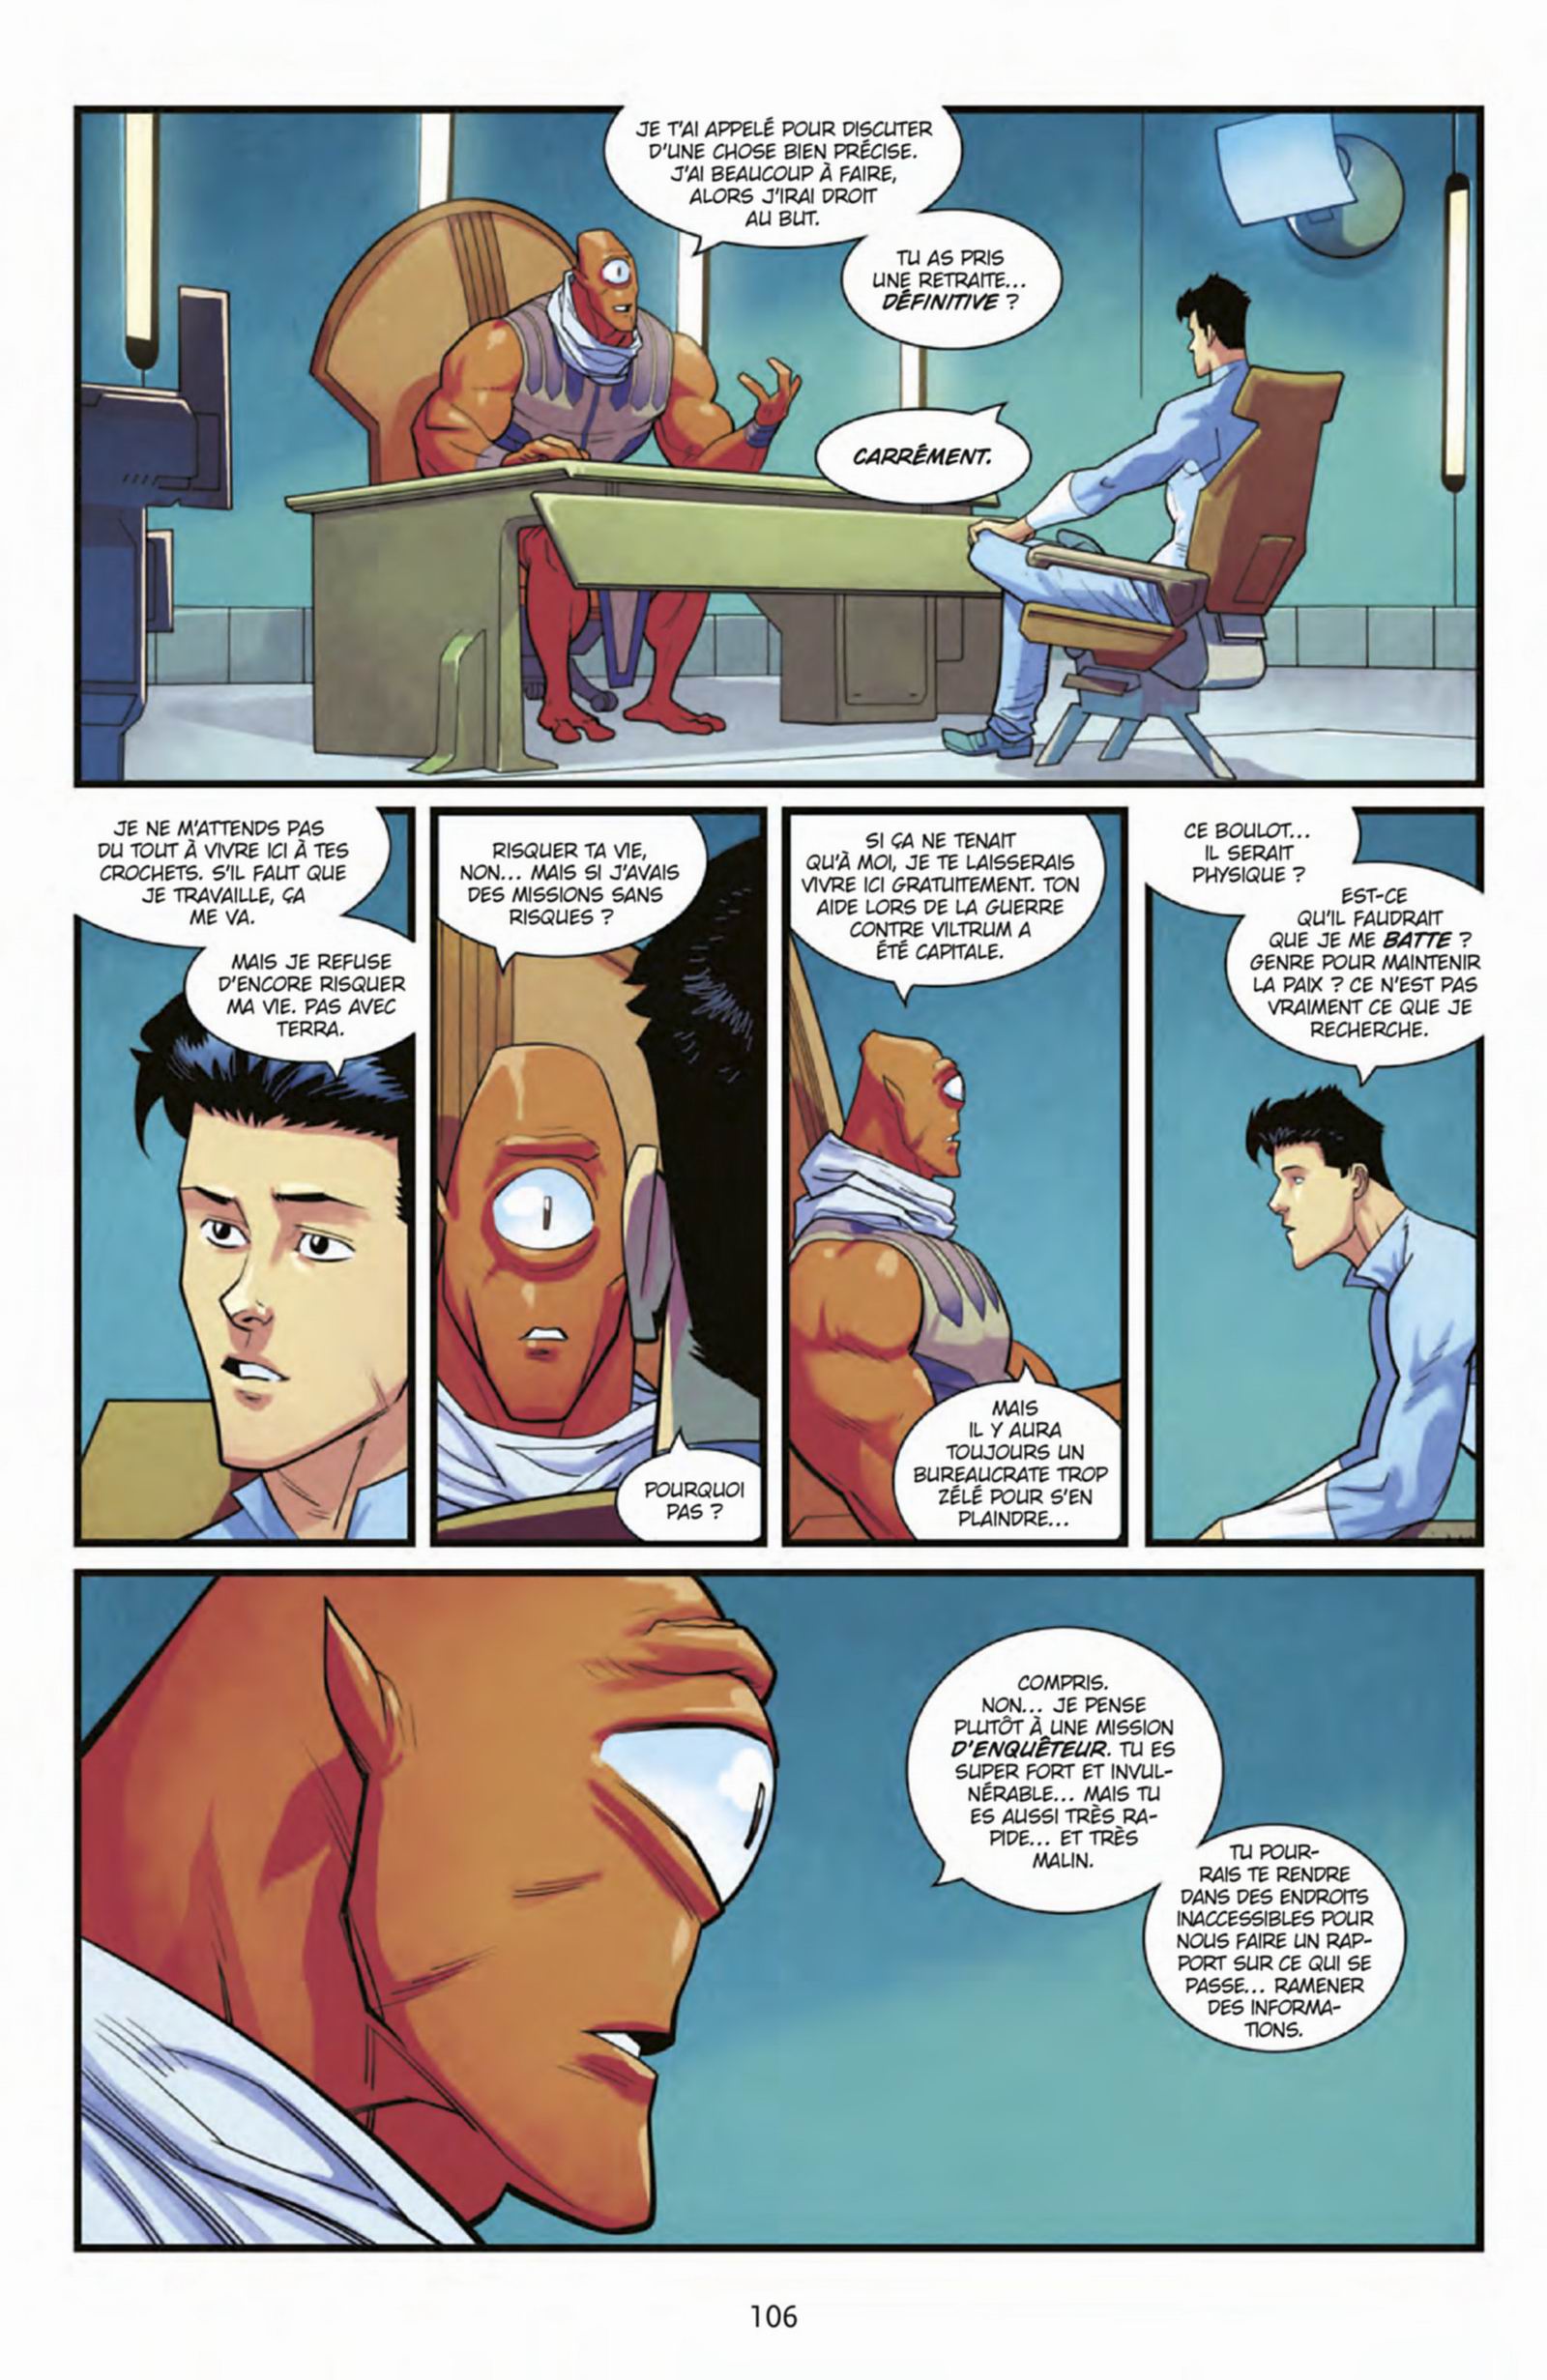 JE T'AI APPELÉ POUR DISCUTER
D'UNE CHOSE BIEN PRÉCISE.
J'AI BEAUCOUP À FAIRE,
ALORS J'IRAI DROIT
AU BUT.
TU AS PRIS
UNE RETRAITE...
DÉFINITIVE ?
CARRÉMENT.
JE NE M'ATTENDS PAS
DU TOUT À VIVRE ICI À TES
CROCHETS. S'IL FAUT QUE
JE TRAVAILLE, ÇA
ME VA.
MAIS JE REFUSE
D'ENCORE RISQUER
MA VIE. PAS AVEC
TERRA.
RISQUER TA VIE,
NON... MAIS SI J'AVAIS
DES MISSIONS SANS
RISQUES ?
POURQUOI
PAS ?
SI ÇA NE TENAIT
QU'À MOI, JE TE LAISSERAIS
VIVRE ICI GRATUITEMENT. TON
AIDE LORS DE LA GUERRE
CONTRE VILTRUM A
ÉTÉ CAPITALE.
MAIS
IL Y AURA
TOUJOURS UN
BUREAUCRATE TROP
ZÉLÉ POUR S'EN
PLAINDRE...
CE BOULOT...
IL SERAIT
PHYSIQUE ?
EST-CE
QU'IL FAUDRAIT
QUE JE ME BATTE ?
GENRE POUR MAINTENIR
LA PAIX ? CE N'EST PAS
VRAIMENT CE QUE JE
RECHERCHE.
COMPRIS.
NON... JE PENSE
PLUTÔT À UNE MISSION
D'ENQUÊTEUR. TU ES
SUPER FORT ET INVUL-
NÉRABLE... MAIS TU
ES AUSSI TRÈS RA-
PIDE... ET TRÈS
MALIN.
TU POUR-
RAIS TE RENDRE
DANS DES ENDROITS
INACCESSIBLES POUR
NOUS FAIRE UN RAP-
PORT SUR CE QUI SE
PASSE... RAMENER
DES INFORMA-
TIONS.
106